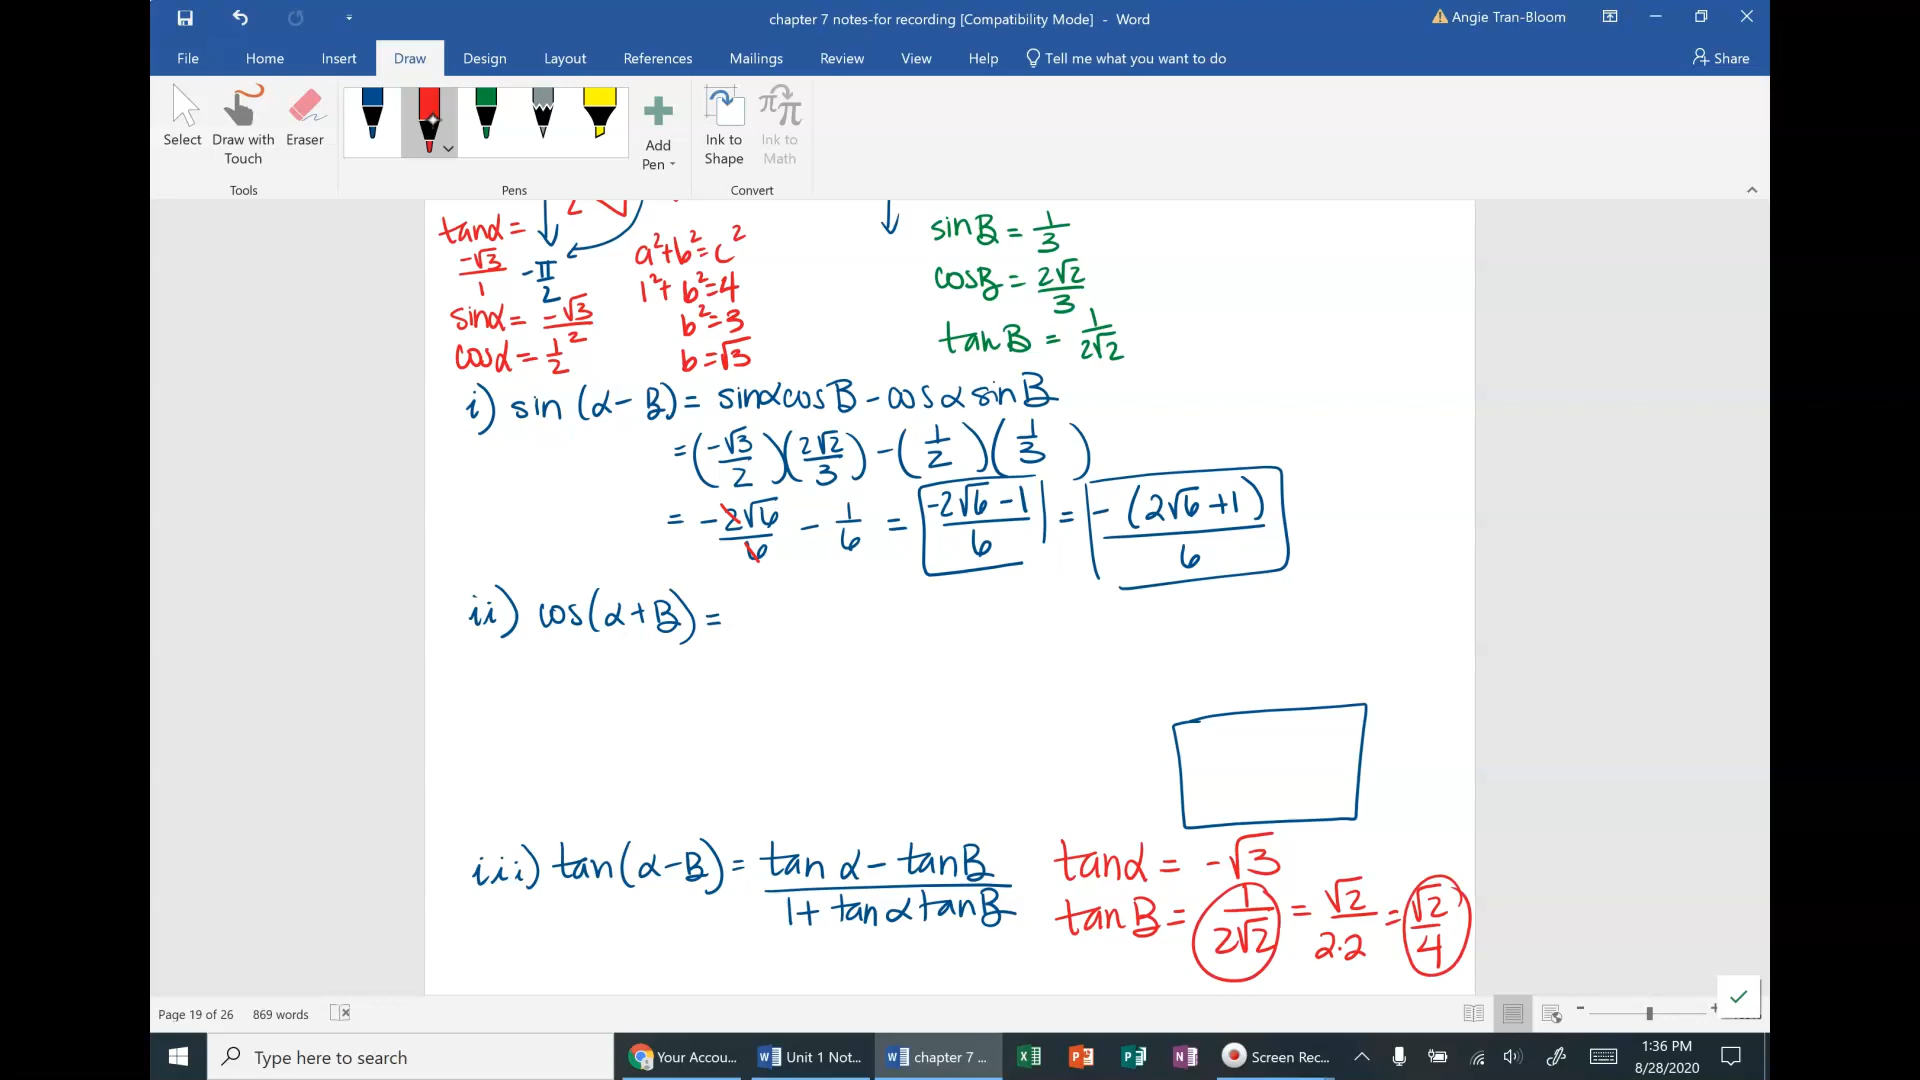 chapter 7 notes-for recording [Compatibility Mode] - Word
Angie Tran-Bloom
File Home Insert Draw Design Layout References Mailings Review View Help Tell me what you want to do Share
Select Draw with Touch Eraser
Add Pen
Ink to Shape Ink to Math
Tools Pens Convert
tanα = -√3/1
-π/2
sinα = -√3/2
cosα = 1/2
a²+b²=c²
1²+b²=4
b²=3
b=√3
sinB = 1/3
cosB = 2√2/3
tanB = 1/2√2
i) sin(α-B) = sinαcosB - cosαsinB
= (-√3/2)(2√2/3) - (1/2)(1/3)
= -2√6/6 - 1/6 = (-2√6-1)/6 = -(2√6+1)/6
ii) cos(α+B) =
iii) tan(α-B) = (tanα - tanB)/(1+tanαtanB)
tanα = -√3
tanB = 1/2√2 = √2/2·2 = √2/4
Page 19 of 26 869 words
Type here to search
Your Accou... Unit 1 Not... chapter 7 ... Screen Rec...
1:36 PM
8/28/2020